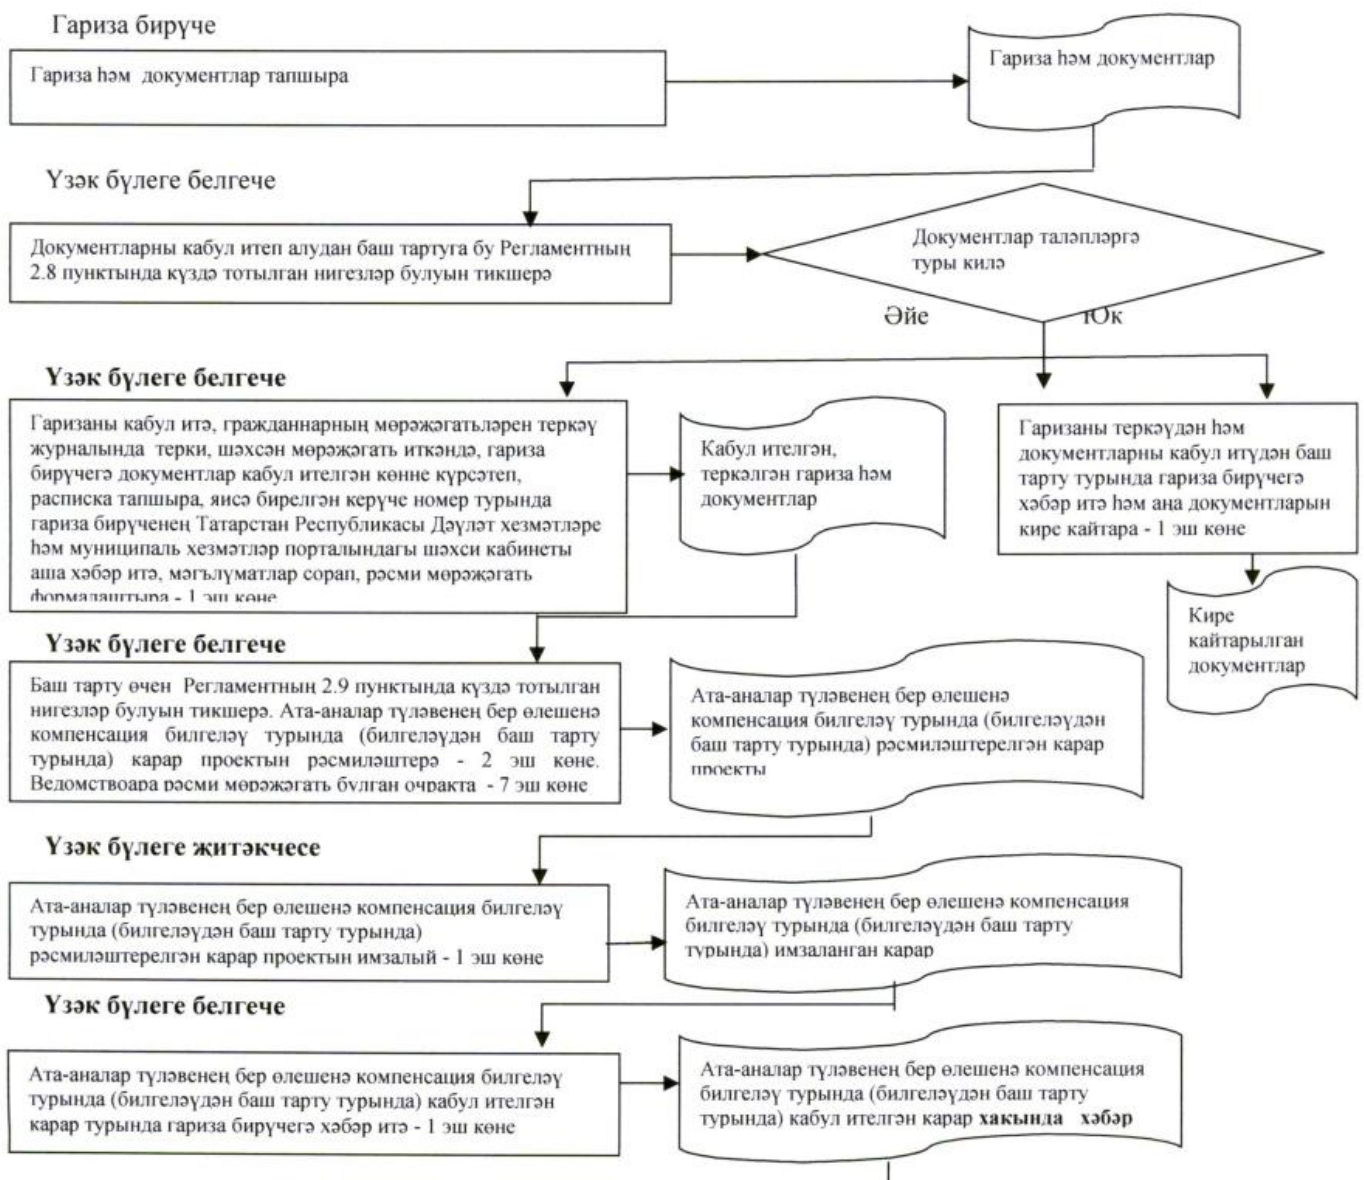 Гариза бирүче
Гариза һәм документлар тапшыра
Гариза һәм документлар
Үзәк бүлеге белгече
Документларны кабул итеп алудан баш тартуга бу Регламентның
2.8 пунктында күздә тотылган нигезләр булуын тикшерә
Документлар таләпләргә
туры килә
Әйе
Юк
Үзәк бүлеге белгече
Гаризаны кабул итә, гражданнарның мөрәҗәгатьләрен теркәү
журналында терки, шәхсән мөрәҗәгать иткәндә, гариза
бирүчегә документлар кабул ителгән көнне күрсәтеп,
расписка тапшыра, яисә бирелгән керүче номер турында
гариза бирүченең Татарстан Республикасы Дәүләт хезмәтләре
һәм муниципаль хезмәтләр порталындагы шәхси кабинеты
аша хәбәр итә, мәгълүматлар сорап, рәсми мөрәҗәгать
формалаштыра - 1 эш көне
Кабул ителгән,
теркәлгән гариза һәм
документлар
Гаризаны теркәүдән һәм
документларны кабул итүдән баш
тарту турында гариза бирүчегә
хәбәр итә һәм аңа документларын
кире кайтара - 1 эш көне
Кире
кайтарылган
документлар
Үзәк бүлеге белгече
Баш тарту өчен Регламентның 2.9 пунктында күздә тотылган
нигезләр булуын тикшерә. Ата-аналар түләвенең бер өлешенә
компенсация билгеләү турында (билгеләүдән баш тарту
турында) карар проектын рәсмиләштерә - 2 эш көне.
Ведомствоара рәсми мөрәҗәгать булган очракта - 7 эш көне
Ата-аналар түләвенең бер өлешенә
компенсация билгеләү турында (билгеләүдән
баш тарту турында) рәсмиләштерелгән карар
проекты
Үзәк бүлеге җитәкчесе
Ата-аналар түләвенең бер өлешенә компенсация билгеләү
турында (билгеләүдән баш тарту турында)
рәсмиләштерелгән карар проектын имзалый - 1 эш көне
Ата-аналар түләвенең бер өлешенә компенсация
билгеләү турында (билгеләүдән баш тарту
турында) имзаланган карар
Үзәк бүлеге белгече
Ата-аналар түләвенең бер өлешенә компенсация билгеләү
турында (билгеләүдән баш тарту турында) кабул ителгән
карар турында гариза бирүчегә хәбәр итә - 1 эш көне
Ата-аналар түләвенең бер өлешенә компенсация
билгеләү турында (билгеләүдән баш тарту
турында) кабул ителгән карар хакында хәбәр